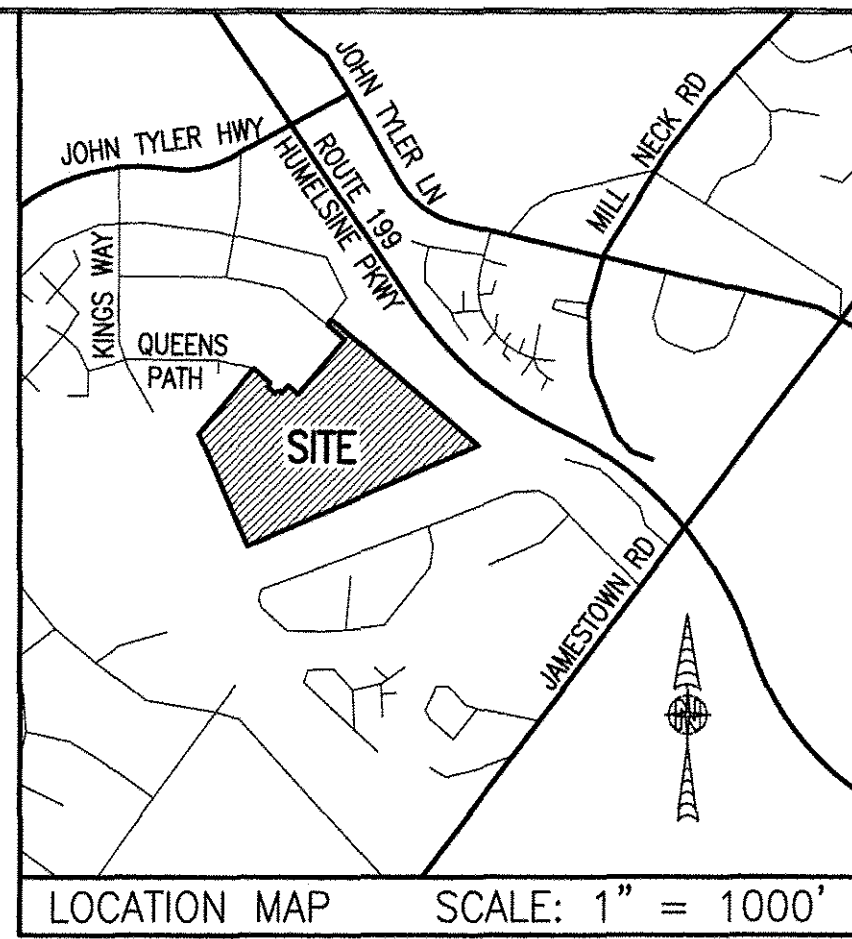 JOHN TYLER HWY
JOHN TYLER LN
ROUTE 199
HUMELSINE PKWY
MILL NECK RD
KINGS WAY
QUEENS
PATH
SITE
JAMESTOWN RD
LOCATION MAP SCALE: 1" = 1000'